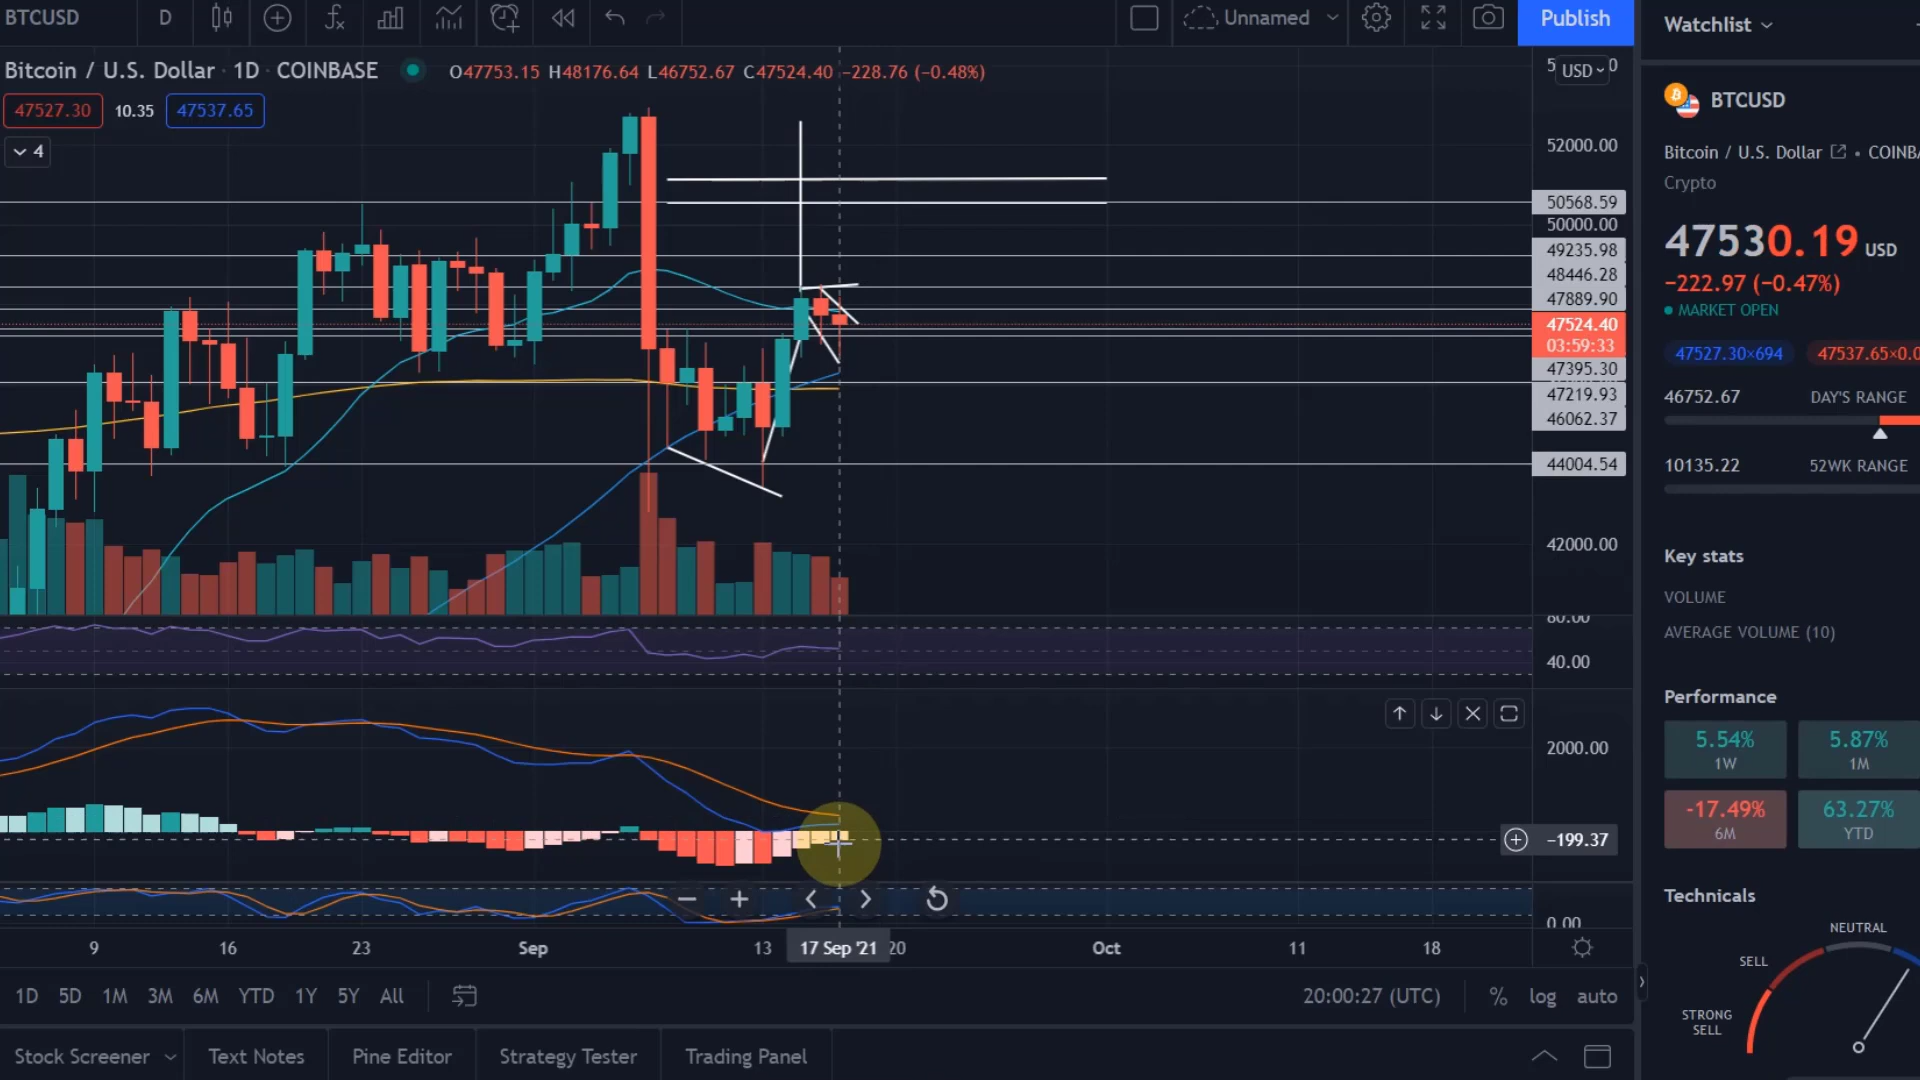 BTCUSD
D
Unnamed
Publish
Watchlist
Bitcoin / U.S. Dollar · 1D · COINBASE
O47753.15 H48176.64 L46752.67 C47524.40 −228.76 (−0.48%)
USD
47527.30
10.35
47537.65
4
52000.00
50568.59
50000.00
49235.98
48446.28
47889.90
47524.40
03:59:33
47395.30
47219.93
46062.37
44004.54
42000.00
40.00
2000.00
−199.37
0.00
9
16
23
Sep
13
17 Sep '21
20
Oct
11
18
1D
5D
1M
3M
6M
YTD
1Y
5Y
All
20:00:27 (UTC)
%
log
auto
Stock Screener
Text Notes
Pine Editor
Strategy Tester
Trading Panel
BTCUSD
Bitcoin / U.S. Dollar
Crypto
47530.19 USD
−222.97 (−0.47%)
MARKET OPEN
47527.30×694
46752.67
DAY'S RANGE
10135.22
52WK RANGE
Key stats
VOLUME
AVERAGE VOLUME (10)
Performance
5.54%
1W
5.87%
1M
-17.49%
6M
63.27%
YTD
Technicals
NEUTRAL
SELL
STRONG
SELL